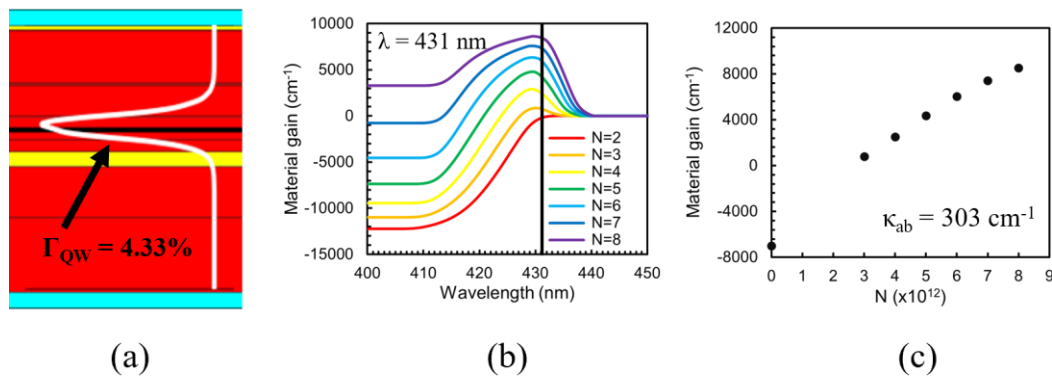 Γ_QW = 4.33%
(a)
λ = 431 nm
Material gain (cm⁻¹)
10000
5000
0
-5000
-10000
-15000
N=2
N=3
N=4
N=5
N=6
N=7
N=8
400 410 420 430 440 450
Wavelength (nm)
(b)
Material gain (cm⁻¹)
12000
8000
4000
0
-4000
-8000
κ_ab = 303 cm⁻¹
0 1 2 3 4 5 6 7 8 9
N (x10¹²)
(c)